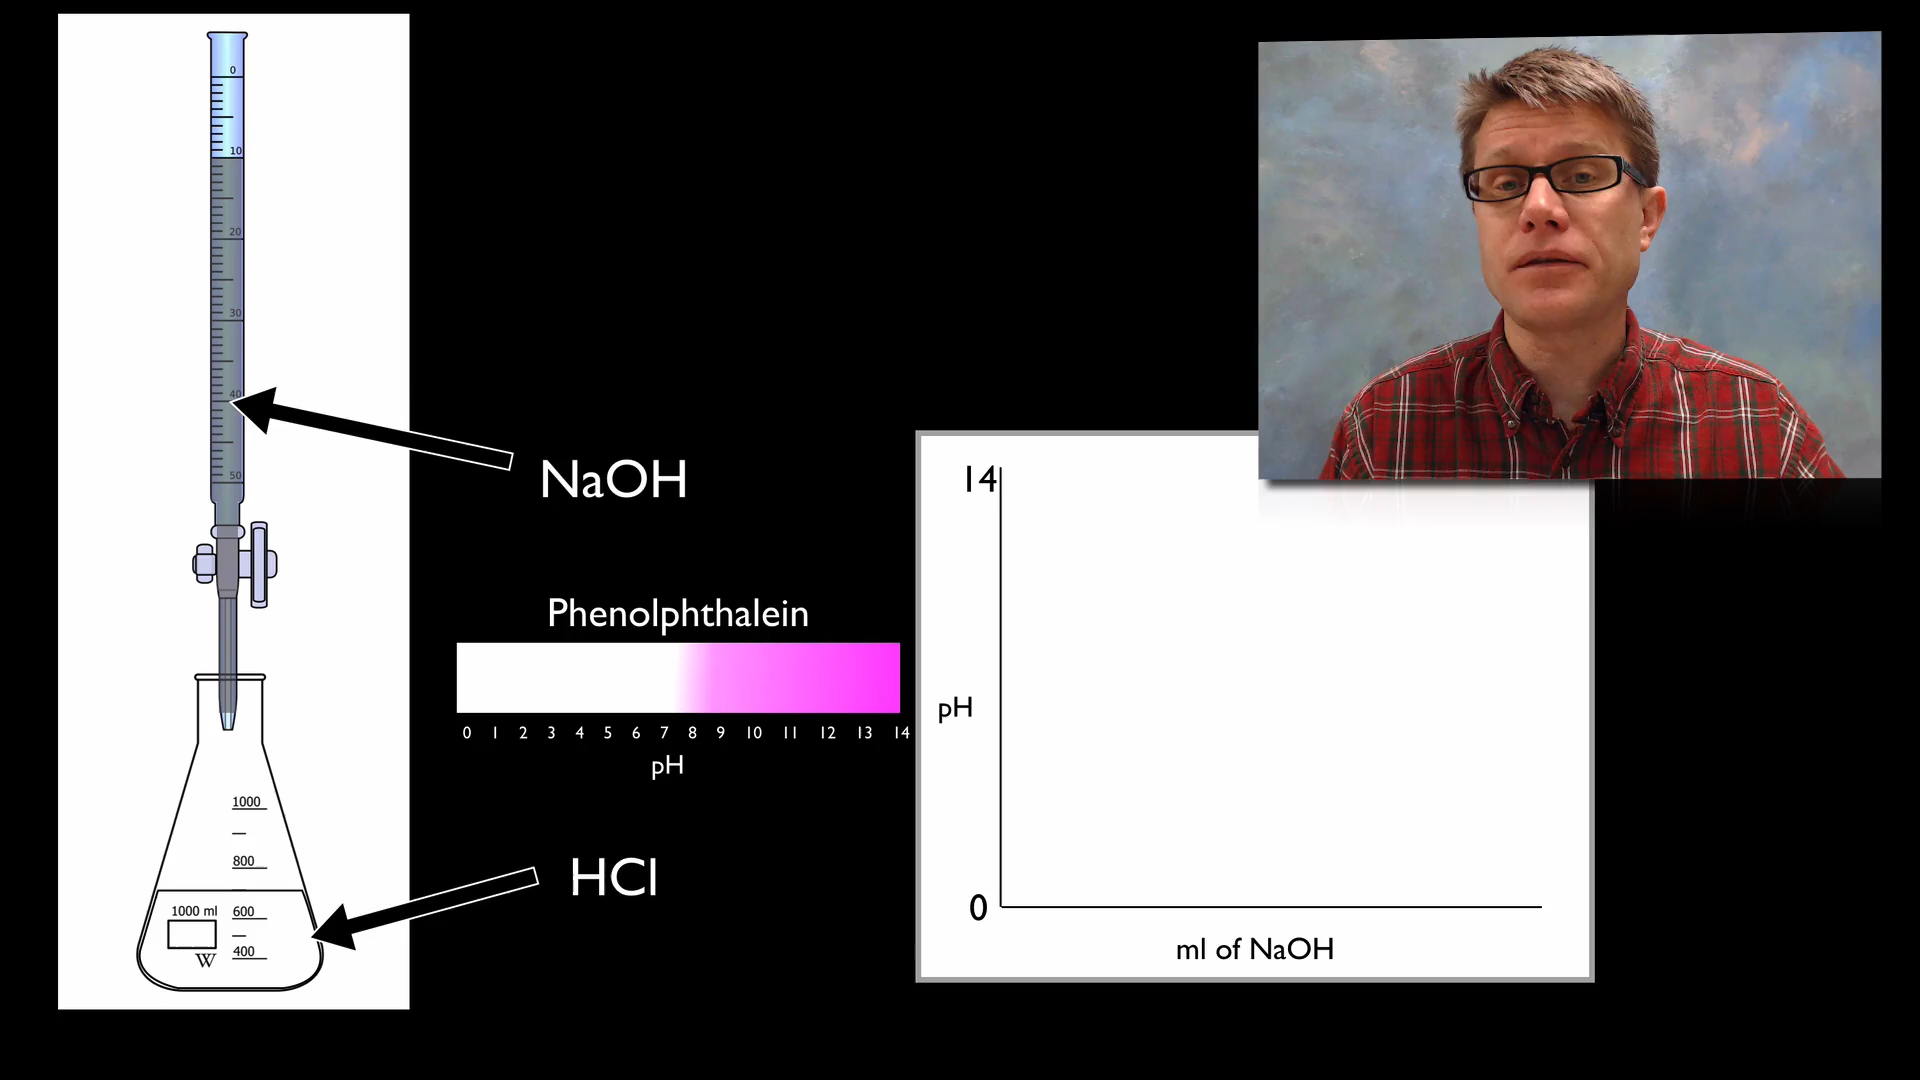 0
10
20
30
40
50
NaOH
Phenolphthalein
0 1 2 3 4 5 6 7 8 9 10 11 12 13 14
pH
HCl
1000
800
1000 ml
600
400
W
14
pH
0
ml of NaOH